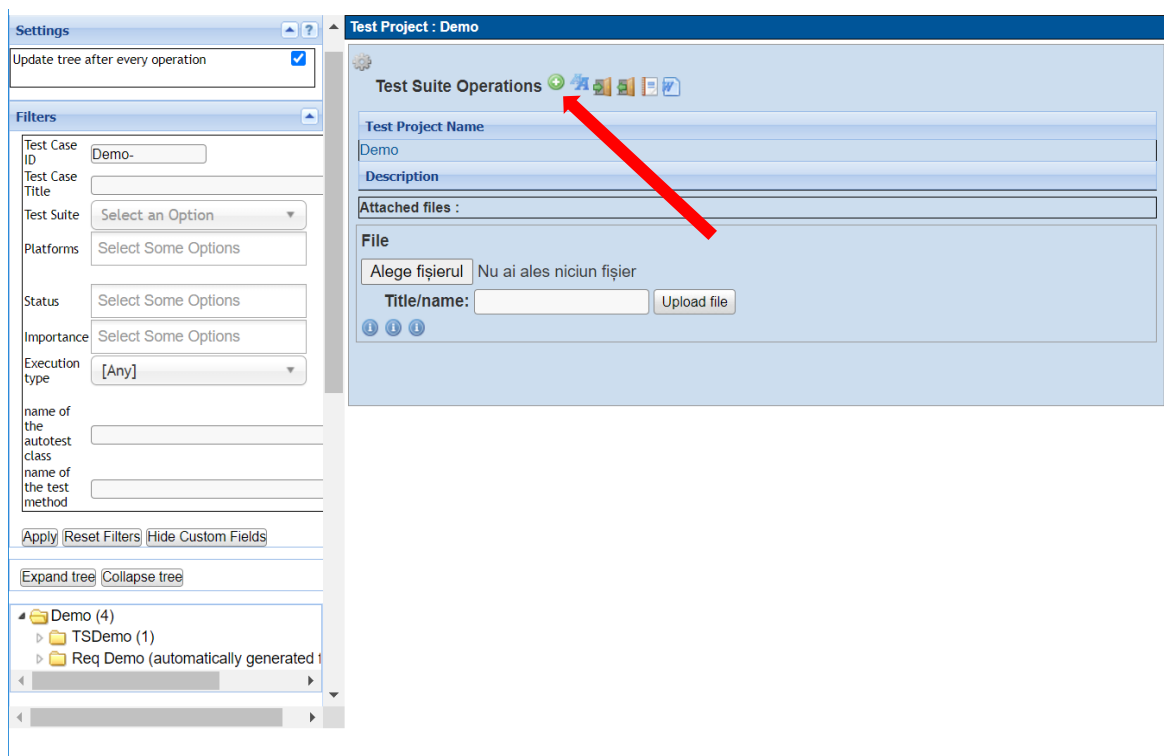 Settings
?
Update tree after every operation
Filters
Test Case
ID
Demo-
Test Case
Title
Test Suite
Select an Option
Platforms
Select Some Options
Status
Select Some Options
Importance
Select Some Options
Execution
type
[Any]
name of
the
autotest
class
name of
the test
method
Apply Reset Filters Hide Custom Fields
Expand tree Collapse tree
Demo (4)
TSDemo (1)
Req Demo (automatically generated
Test Project : Demo
Test Suite Operations
Test Project Name
Demo
Description
Attached files :
File
Alege fișierul Nu ai ales niciun fișier
Title/name: Upload file